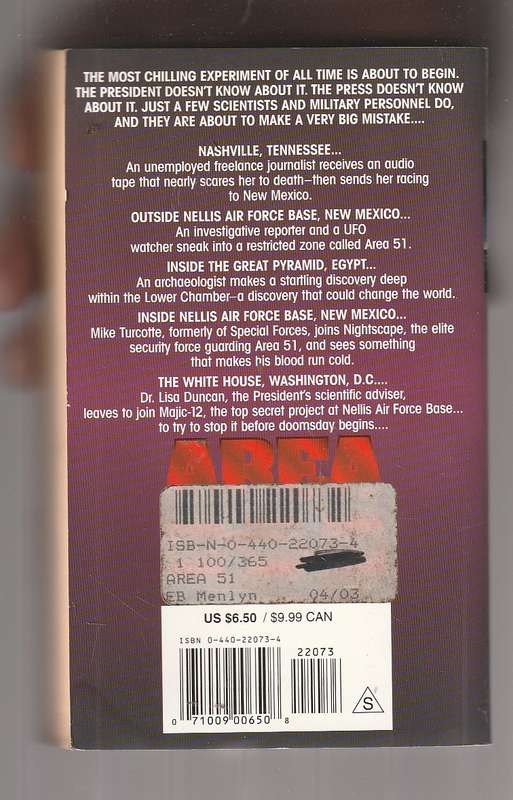 THE MOST CHILLING EXPERIMENT OF ALL TIME IS ABOUT TO BEGIN.
THE PRESIDENT DOESN'T KNOW ABOUT IT. THE PRESS DOESN'T KNOW
ABOUT IT. JUST A FEW SCIENTISTS AND MILITARY PERSONNEL DO,
AND THEY ARE ABOUT TO MAKE A VERY BIG MISTAKE....
NASHVILLE, TENNESSEE...
An unemployed freelance journalist receives an audio
tape that nearly scares her to death–then sends her racing
to New Mexico.
OUTSIDE NELLIS AIR FORCE BASE, NEW MEXICO...
An investigative reporter and a UFO
watcher sneak into a restricted zone called Area 51.
INSIDE THE GREAT PYRAMID, EGYPT...
An archaeologist makes a startling discovery deep
within the Lower Chamber–a discovery that could change the world.
INSIDE NELLIS AIR FORCE BASE, NEW MEXICO...
Mike Turcotte, formerly of Special Forces, joins Nightscape, the elite
security force guarding Area 51, and sees something
that makes his blood run cold.
THE WHITE HOUSE, WASHINGTON, D.C....
Dr. Lisa Duncan, the President's scientific adviser,
leaves to join Majic-12, the top secret project at Nellis Air Force Base...
to try to stop it before doomsday begins....
AREA
ISBN-N-0-440-22073-4
1 100/365
AREA 51
EB Menlyn 04/03
US $6.50 / $9.99 CAN
ISBN 0-440-22073-4
22073
0 71009 00650 8
S